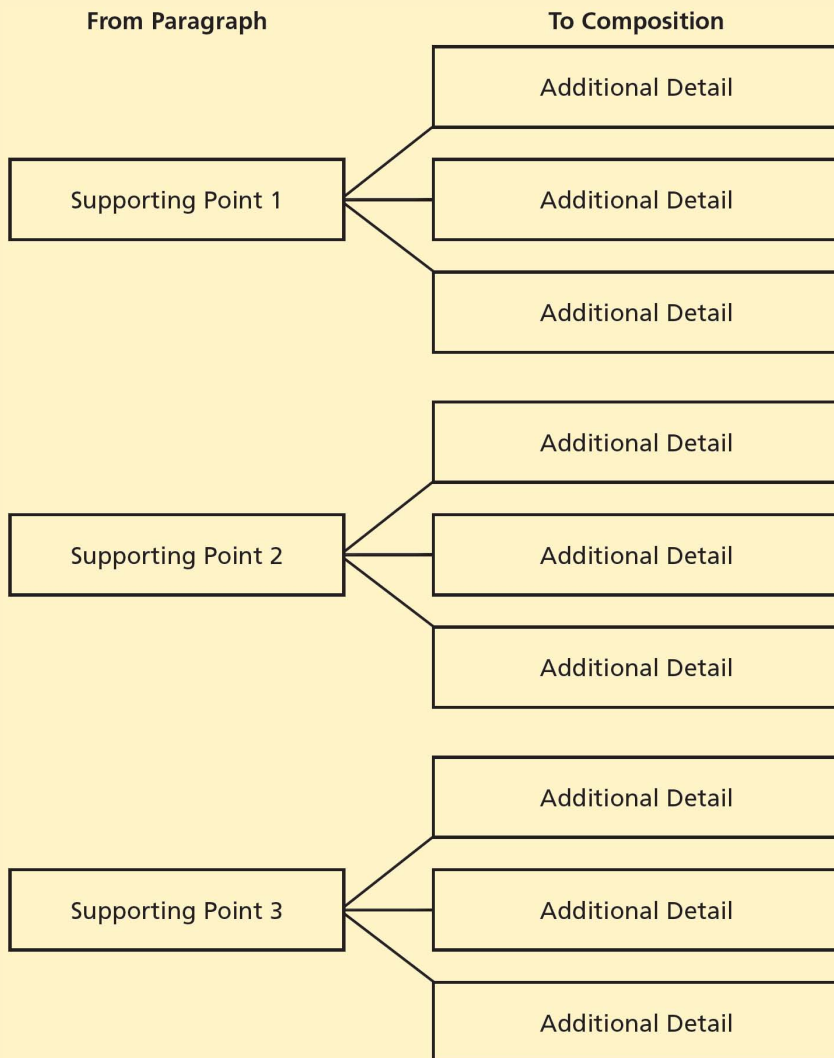 From Paragraph
To Composition
Additional Detail
Supporting Point 1
Additional Detail
Additional Detail
Additional Detail
Supporting Point 2
Additional Detail
Additional Detail
Additional Detail
Supporting Point 3
Additional Detail
Additional Detail